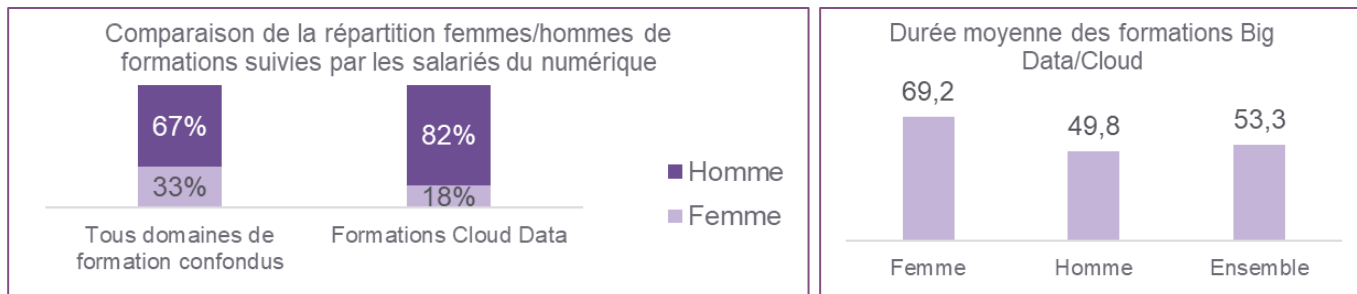 Comparaison de la répartition femmes/hommes de
formations suivies par les salariés du numérique
67%
33%
82%
18%
Homme
Femme
Tous domaines de
formation confondus
Formations Cloud Data
Durée moyenne des formations Big
Data/Cloud
69,2
49,8
53,3
Femme
Homme
Ensemble